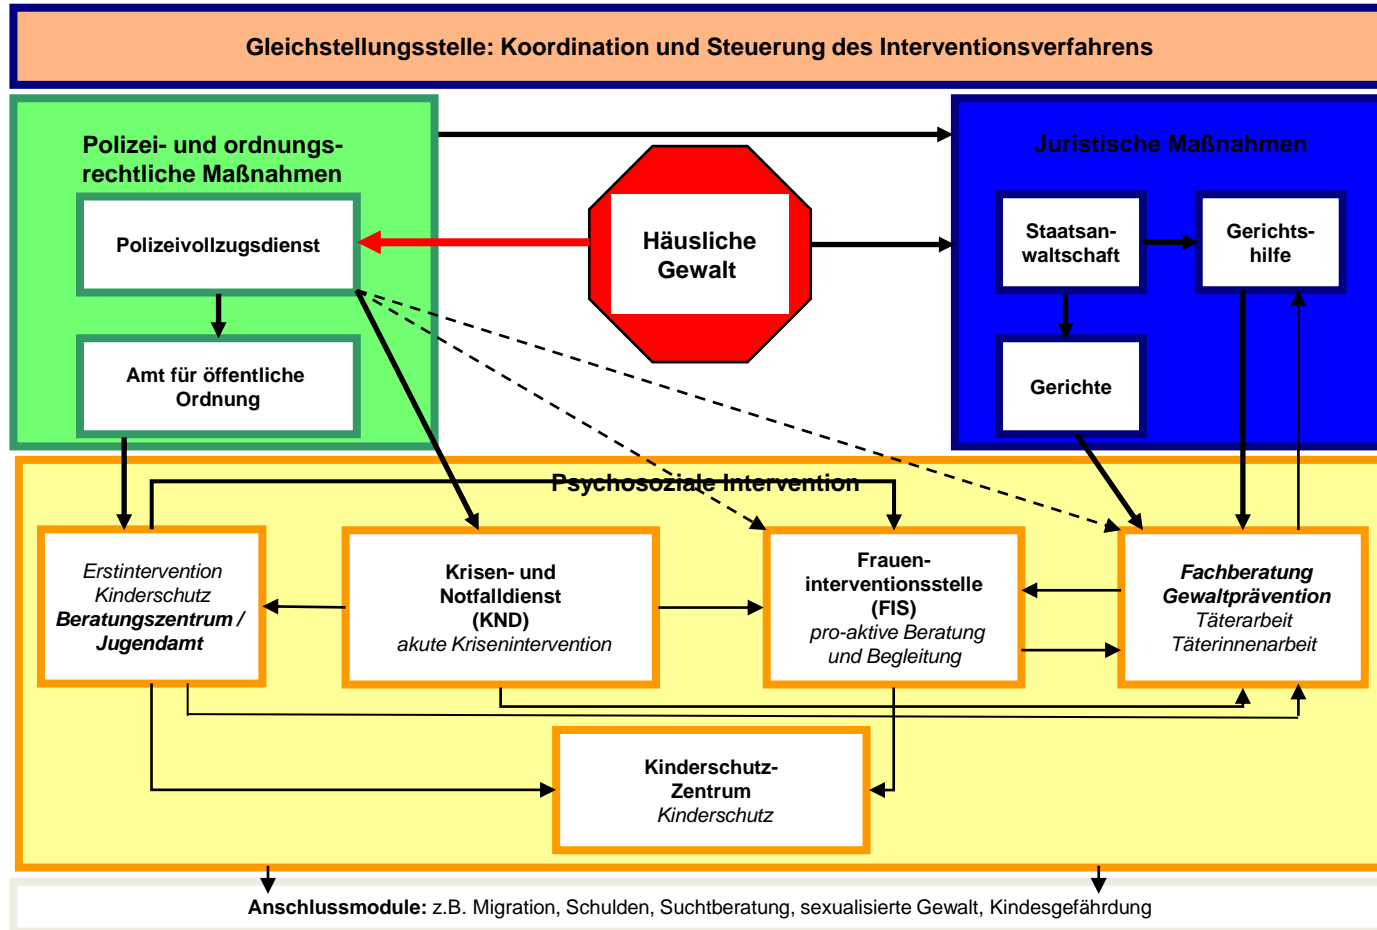 Gleichstellungsstelle: Koordination und Steuerung des Interventionsverfahrens
Polizei- und ordnungs-
rechtliche Maßnahmen
Juristische Maßnahmen
Polizeivollzugsdienst
Häusliche
Gewalt
Staatsan-
waltschaft
Gerichts-
hilfe
Amt für öffentliche
Ordnung
Gerichte
Psychosoziale Intervention
Erstintervention
Kinderschutz
Beratungszentrum /
Jugendamt
Krisen- und
Notfalldienst
(KND)
akute Krisenintervention
Frauen-
interventionsstelle
(FIS)
pro-aktive Beratung
und Begleitung
Fachberatung
Gewaltprävention
Täterarbeit
Täterinnenarbeit
Kinderschutz-
Zentrum
Kinderschutz
Anschlussmodule: z.B. Migration, Schulden, Suchtberatung, sexualisierte Gewalt, Kindesgefährdung